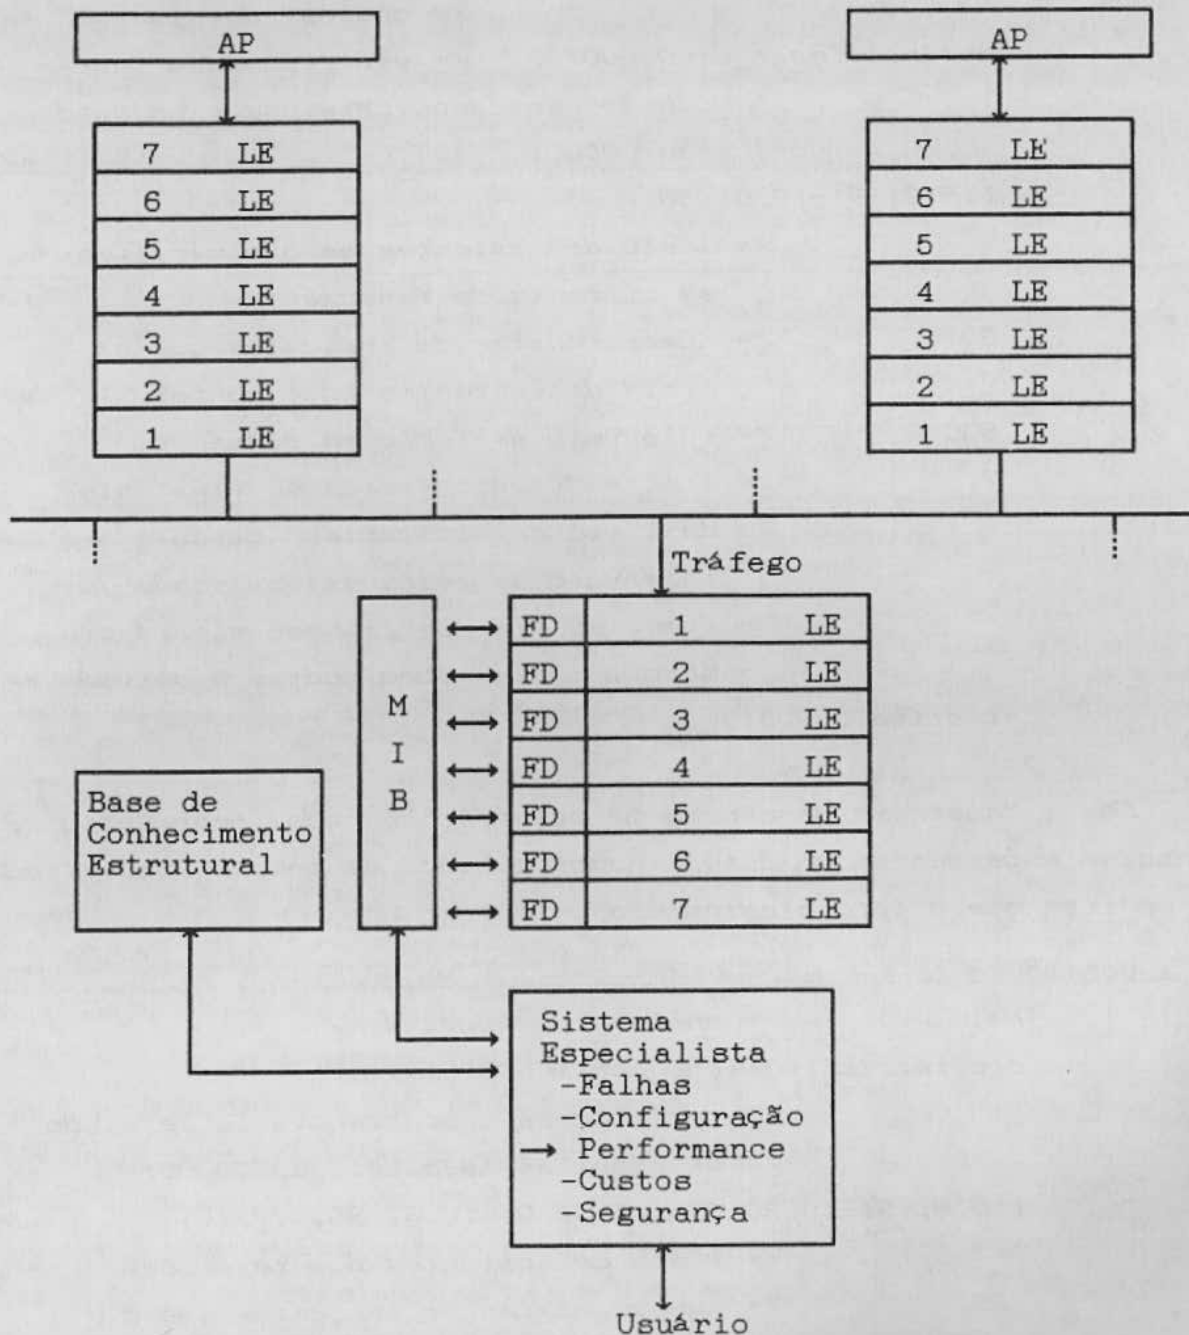 AP AP
7 LE 7 LE
6 LE 6 LE
5 LE 5 LE
4 LE 4 LE
3 LE 3 LE
2 LE 2 LE
1 LE 1 LE
Tráfego
M
I
B
FD 1 LE
FD 2 LE
FD 3 LE
FD 4 LE
FD 5 LE
FD 6 LE
FD 7 LE
Base de
Conhecimento
Estrutural
Sistema
Especialista
-Falhas
-Configuração
→ Performance
-Custos
-Segurança
Usuário